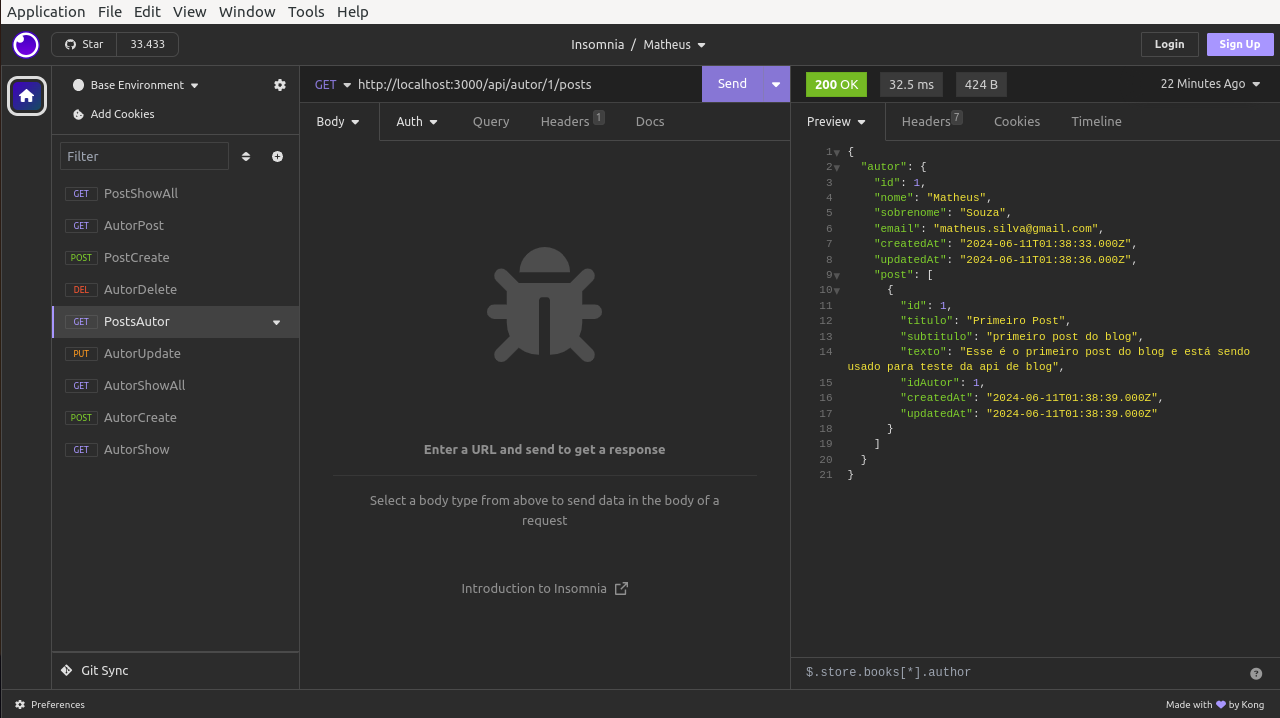 Application File Edit View Window Tools Help
Star 33.433
Insomnia / Matheus
Login Sign Up
Base Environment
Add Cookies
Filter
GET PostShowAll
GET AutorPost
POST PostCreate
DEL AutorDelete
GET PostsAutor
PUT AutorUpdate
GET AutorShowAll
POST AutorCreate
GET AutorShow
Git Sync
GET http://localhost:3000/api/autor/1/posts Send
Body Auth Query Headers 1 Docs
Enter a URL and send to get a response
Select a body type from above to send data in the body of a
request
Introduction to Insomnia
200 OK 32.5 ms 424 B 22 Minutes Ago
Preview Headers 7 Cookies Timeline
1 {
2 "autor": {
3 "id": 1,
4 "nome": "Matheus",
5 "sobrenome": "Souza",
6 "email": "matheus.silva@gmail.com",
7 "createdAt": "2024-06-11T01:38:33.000Z",
8 "updatedAt": "2024-06-11T01:38:36.000Z",
9 "post": [
10 {
11 "id": 1,
12 "titulo": "Primeiro Post",
13 "subtitulo": "primeiro post do blog",
14 "texto": "Esse é o primeiro post do blog e está sendo
usado para teste da api de blog",
15 "idAutor": 1,
16 "createdAt": "2024-06-11T01:38:39.000Z",
17 "updatedAt": "2024-06-11T01:38:39.000Z"
18 }
19 ]
20 }
21 }
$.store.books[*].author ?
Preferences
Made with 💜 by Kong